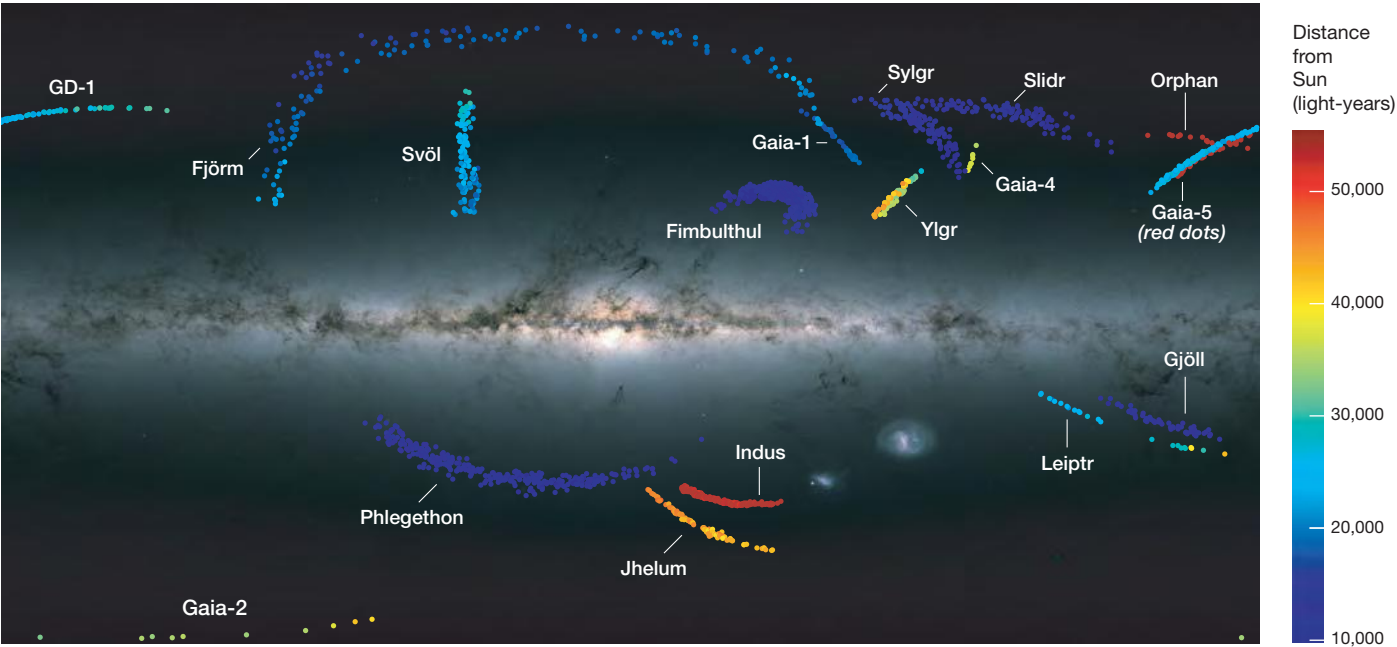 GD-1
Fjörm
Svöl
Gaia-1
Fimbulthul
Sylgr
Slidr
Gaia-4
Ylgr
Orphan
Gaia-5
(red dots)
Gjöll
Leiptr
Phlegethon
Indus
Jhelum
Gaia-2
Distance
from
Sun
(light-years)
50,000
40,000
30,000
20,000
10,000